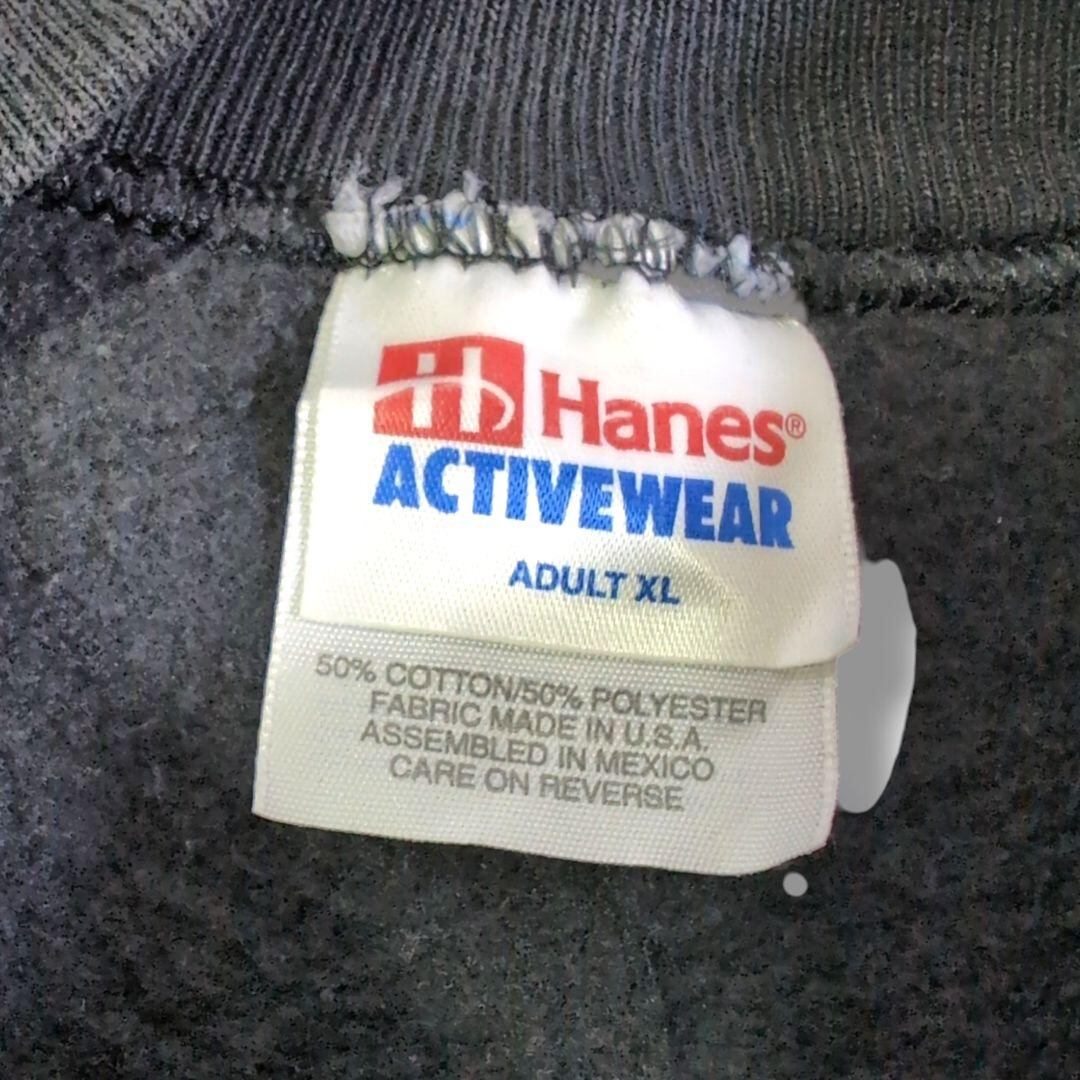 H Hanes®
ACTIVEWEAR
ADULT XL
50% COTTON/50% POLYESTER
FABRIC MADE IN U.S.A.
ASSEMBLED IN MEXICO
CARE ON REVERSE